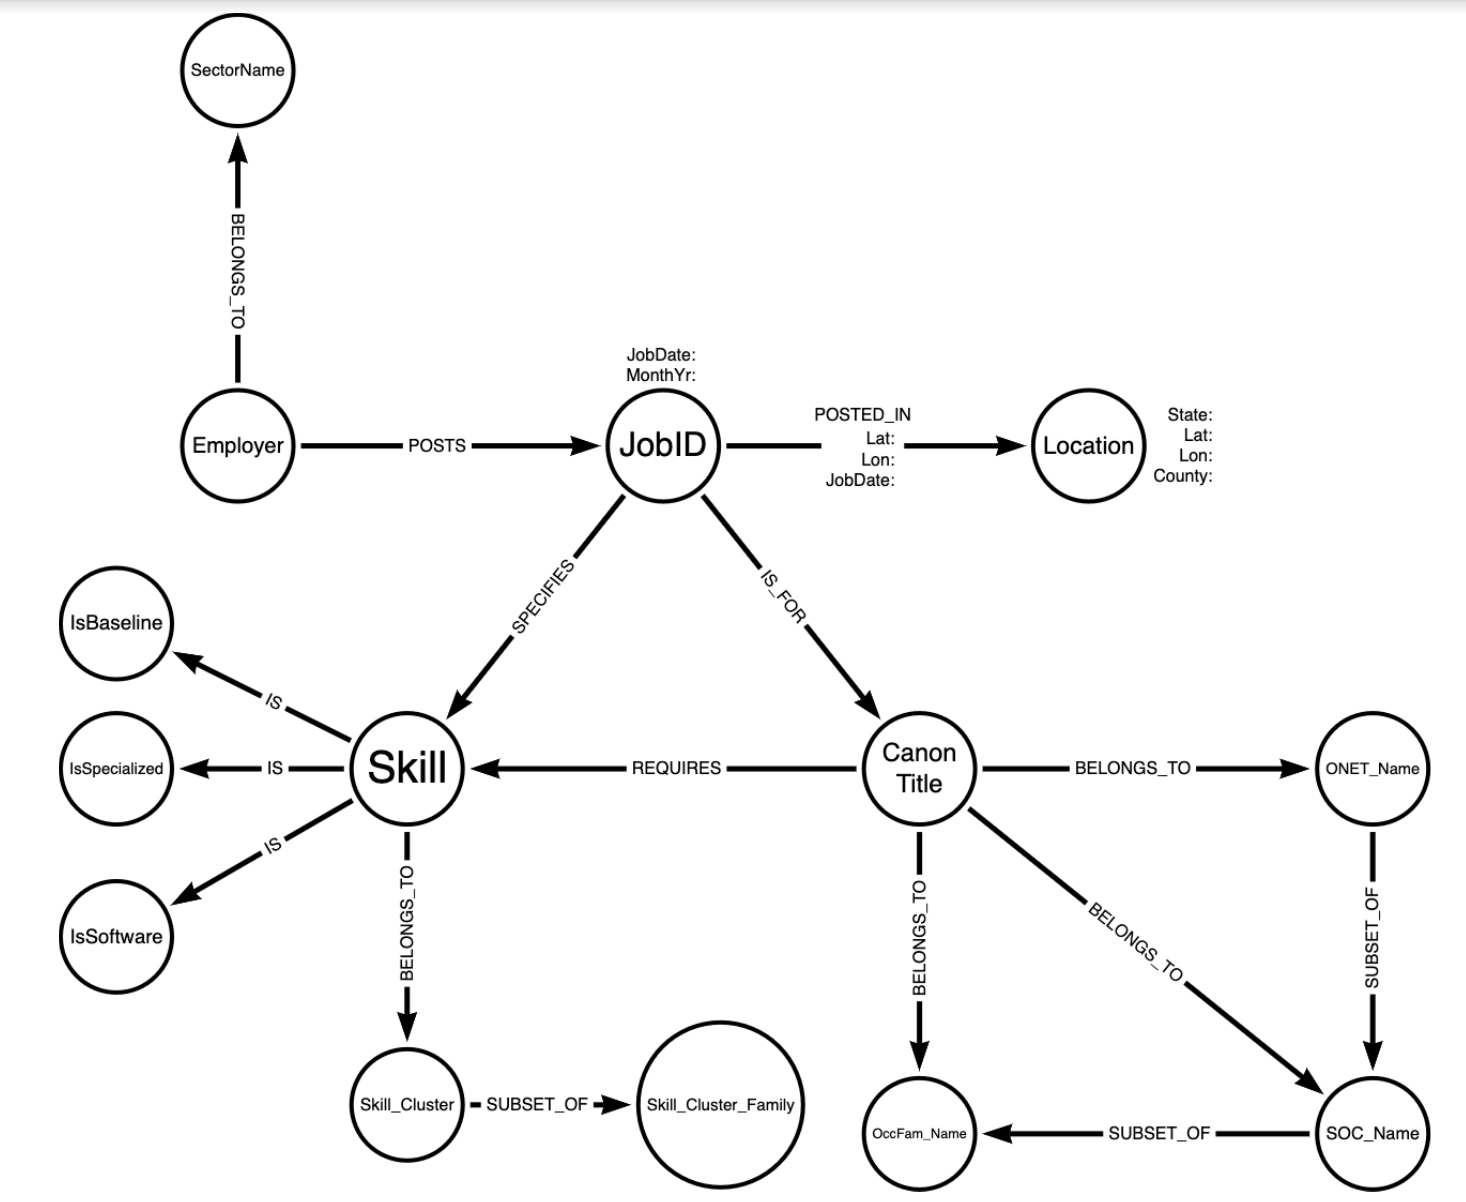 SectorName
BELONGS_TO
JobDate:
MonthYr:
Employer
POSTS
JobID
POSTED_IN
Lat:
Lon:
JobDate:
Location
State:
Lat:
Lon:
County:
SPECIFIES
IS_FOR
IsBaseline
IS
IsSpecialized
IS
Skill
REQUIRES
Canon
Title
BELONGS_TO
ONET_Name
IS
IsSoftware
BELONGS_TO
BELONGS_TO
BELONGS_TO
SUBSET_OF
Skill_Cluster
SUBSET_OF
Skill_Cluster_Family
OccFam_Name
SUBSET_OF
SOC_Name